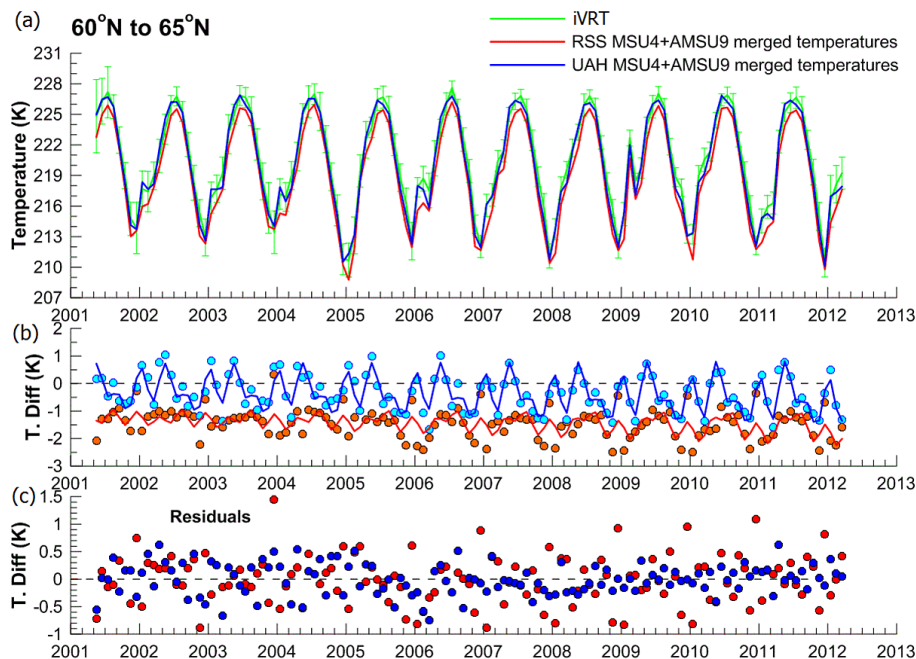 (a)
60°N to 65°N
iVRT
RSS MSU4+AMSU9 merged temperatures
UAH MSU4+AMSU9 merged temperatures
Temperature (K)
231
228
225
222
219
216
213
210
207
2001 2002 2003 2004 2005 2006 2007 2008 2009 2010 2011 2012 2013
(b)
T. Diff (K)
2
1
0
-1
-2
-3
2001 2002 2003 2004 2005 2006 2007 2008 2009 2010 2011 2012 2013
(c)
Residuals
T. Diff (K)
1.5
1
0.5
0
-0.5
-1
2001 2002 2003 2004 2005 2006 2007 2008 2009 2010 2011 2012 2013